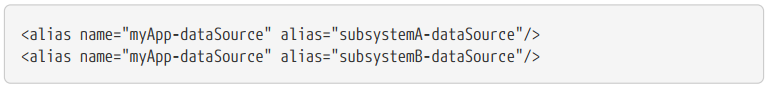 <alias name="myApp-dataSource" alias="subsystemA-dataSource"/>
<alias name="myApp-dataSource" alias="subsystemB-dataSource"/>